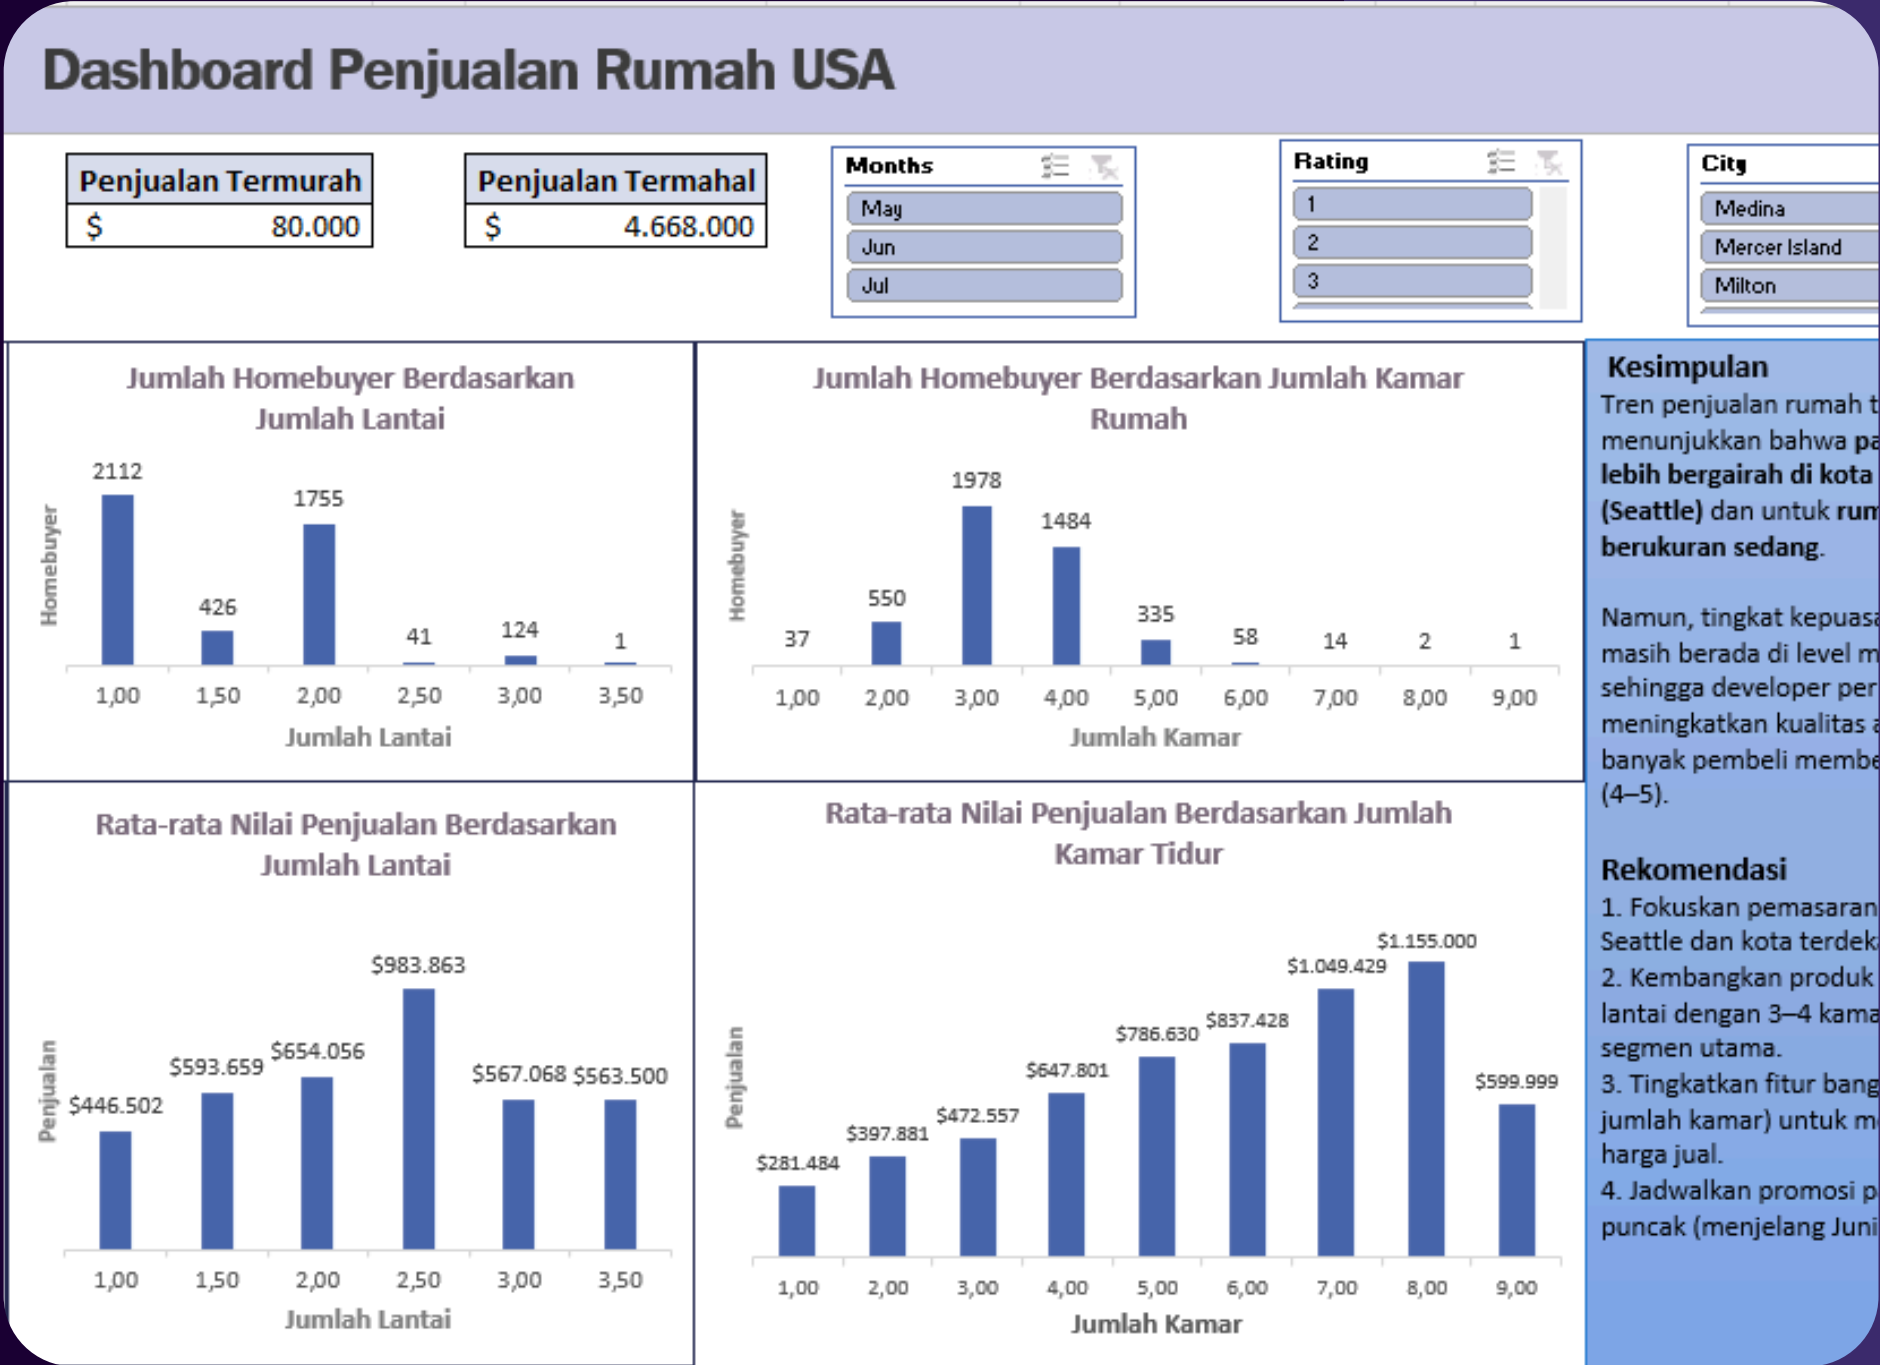 Dashboard Penjualan Rumah USA
Penjualan Termurah
$ 80.000
Penjualan Termahal
$ 4.668.000
Months
May
Jun
Jul
Rating
1
2
3
City
Medina
Mercer Island
Milton
Jumlah Homebuyer Berdasarkan
Jumlah Lantai
Homebuyer
2112
426
1755
41
124
1
1,00 1,50 2,00 2,50 3,00 3,50
Jumlah Lantai
Jumlah Homebuyer Berdasarkan Jumlah Kamar
Rumah
Homebuyer
37
550
1978
1484
335
58
14
2
1
1,00 2,00 3,00 4,00 5,00 6,00 7,00 8,00 9,00
Jumlah Kamar
Rata-rata Nilai Penjualan Berdasarkan
Jumlah Lantai
Penjualan
$446.502
$593.659
$654.056
$983.863
$567.068
$563.500
1,00 1,50 2,00 2,50 3,00 3,50
Jumlah Lantai
Rata-rata Nilai Penjualan Berdasarkan Jumlah
Kamar Tidur
Penjualan
$281.484
$397.881
$472.557
$647.801
$786.630
$837.428
$1.049.429
$1.155.000
$599.999
1,00 2,00 3,00 4,00 5,00 6,00 7,00 8,00 9,00
Jumlah Kamar
Kesimpulan
Tren penjualan rumah
menunjukkan bahwa
lebih bergairah di kota
(Seattle) dan untuk
berukuran sedang.
Namun, tingkat
masih berada di level
sehingga developer
meningkatkan kualitas
banyak pembeli
(4–5).
Rekomendasi
1. Fokuskan pemasaran
Seattle dan kota
2. Kembangkan produk
lantai dengan 3–4
segmen utama.
3. Tingkatkan fitur
jumlah kamar) untuk
harga jual.
4. Jadwalkan promosi
puncak (menjelang Juni